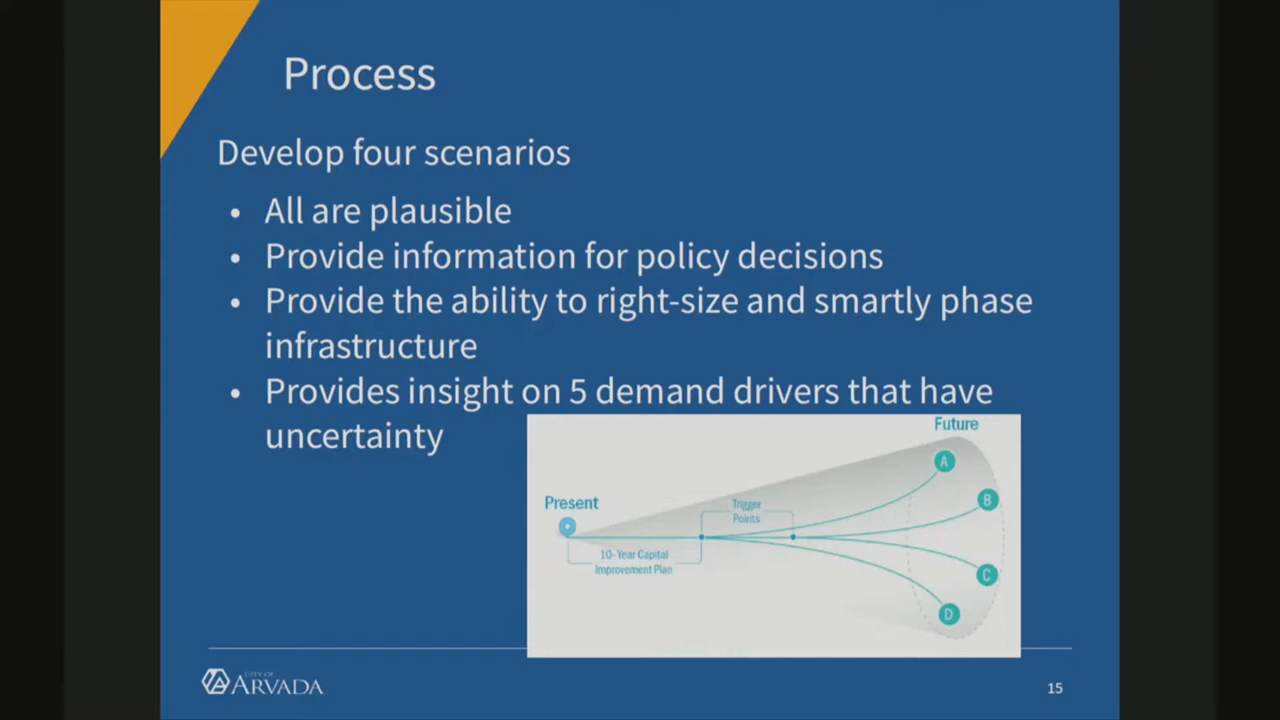 Process
Develop four scenarios
• All are plausible
• Provide information for policy decisions
• Provide the ability to right-size and smartly phase
infrastructure
• Provides insight on 5 demand drivers that have
uncertainty
Future
A
B
Present
Trigger
Points
10-Year Capital
Improvement Plan
C
D
CITY OF
ARVADA
15